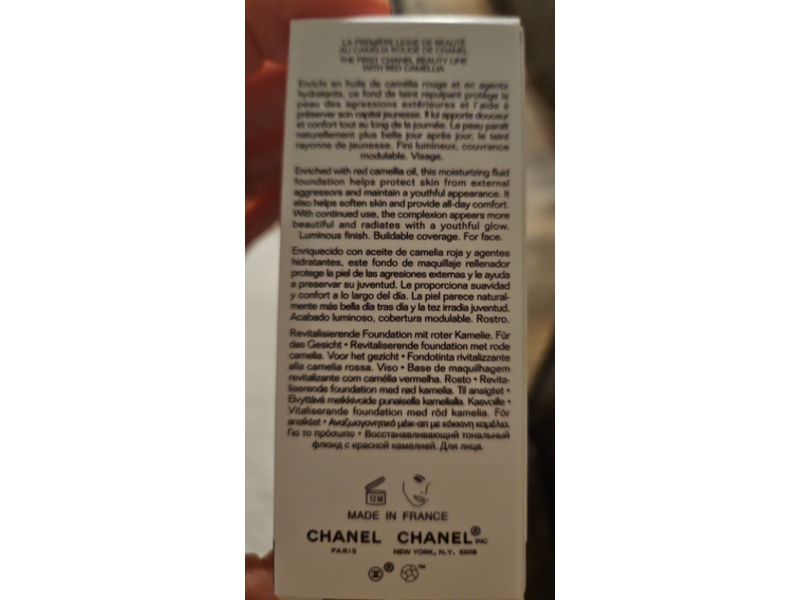 LA PREMIÈRE LIGNE DE BEAUTÉ
AU CAMÉLIA ROUGE DE CHANEL
THE FIRST CHANEL BEAUTY LINE
WITH RED CAMELLIA
Enrichi en huile de camélia rouge et en agents
hydratants, ce fond de teint repulpant protège la
peau des agressions extérieures et l'aide à
préserver son capital jeunesse. Il lui apporte douceur
et confort tout au long de la journée. La peau paraît
naturellement plus belle jour après jour, le teint
rayonne de jeunesse. Fini lumineux, couvrance
modulable. Visage.
Enriched with red camellia oil, this moisturizing fluid
foundation helps protect skin from external
aggressors and maintain a youthful appearance. It
also helps soften skin and provide all-day comfort.
With continued use, the complexion appears more
beautiful and radiates with a youthful glow.
Luminous finish. Buildable coverage. For face.
Enriquecido con aceite de camelia roja y agentes
hidratantes, este fondo de maquillaje rellenador
protege la piel de las agresiones externas y le ayuda
a preservar su juventud. Le proporciona suavidad
y confort a lo largo del día. La piel parece natural-
mente más bella día tras día y la tez irradia juventud.
Acabado luminoso, cobertura modulable. Rostro.
Revitalisierende Foundation mit roter Kamelie. Für
das Gesicht • Revitaliserende foundation met rode
camelia. Voor het gezicht • Fondotinta rivitalizzante
alla camelia rossa. Viso • Base de maquilhagem
revitalizante com camélia vermelha. Rosto • Revita-
liserende foundation med rød kamelia. Til ansigtet •
Elvyttävé meikkivoide punaisella kamelialla. Kasvoille •
Vitaliserande foundation med röd kamelia. För
ansiktet • Αναζωογονητικό μέικ-απ με κόκκινη καμέλια.
Για το πρόσωπο • Восстанавливающий тональный
флюид с красной камелией. Для лица.
12M
MADE IN FRANCE
CHANEL CHANEL® INC
PARIS NEW YORK, N.Y. 10019
® ™